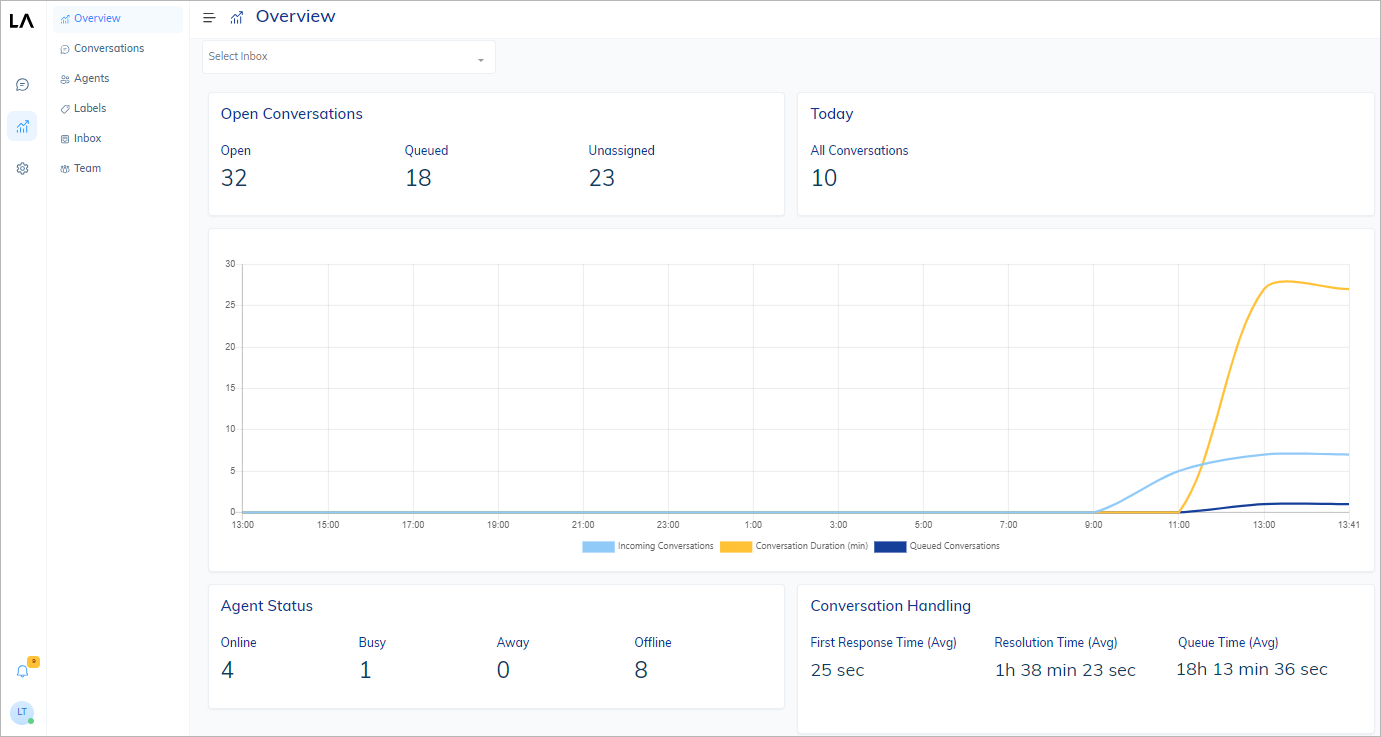 LA
Overview
Conversations
Agents
Labels
Inbox
Team
9
LT
Overview
Select Inbox
Open Conversations
Open Queued Unassigned
32 18 23
Today
All Conversations
10
30
25
20
15
10
5
0
13:00 15:00 17:00 19:00 21:00 23:00 1:00 3:00 5:00 7:00 9:00 11:00 13:00 13:41
Incoming Conversations Conversation Duration (min) Queued Conversations
Agent Status
Online Busy Away Offline
4 1 0 8
Conversation Handling
First Response Time (Avg) Resolution Time (Avg) Queue Time (Avg)
25 sec 1h 38 min 23 sec 18h 13 min 36 sec